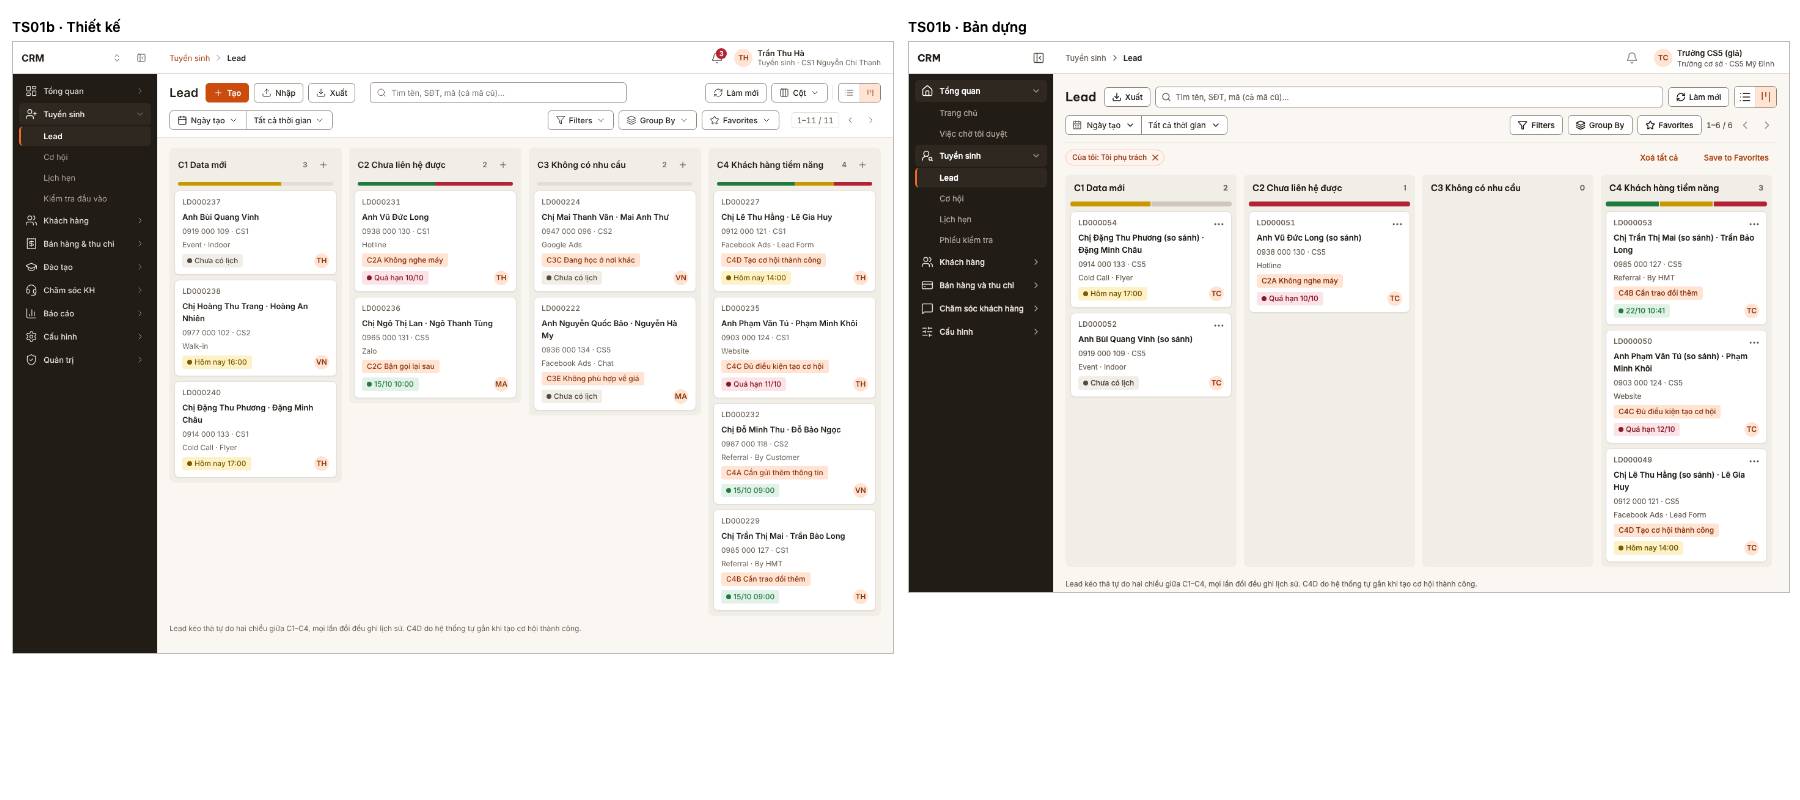 TS01b · Thiết kế
CRM
Tuyển sinh > Lead
3
TH
Trần Thu Hà
Tuyển sinh · CS1 Nguyễn Chí Thanh
Tổng quan
Tuyển sinh
Lead
Cơ hội
Lịch hẹn
Kiểm tra đầu vào
Khách hàng
Bán hàng & thu chi
Đào tạo
Chăm sóc KH
Báo cáo
Cấu hình
Quản trị
Lead
+ Tạo
Nhập
Xuất
Tìm tên, SĐT, mã (cả mã cũ)...
Làm mới
Cột
Ngày tạo
Tất cả thời gian
Filters
Group By
Favorites
1–11 / 11
C1 Data mới 3 +
LD000237
Anh Bùi Quang Vinh
0919 000 109 · CS1
Event · Indoor
Chưa có lịch TH
LD000238
Chị Hoàng Thu Trang · Hoàng An
Nhiên
0977 000 102 · CS2
Walk-in
Hôm nay 16:00 VN
LD000240
Chị Đặng Thu Phương · Đặng Minh
Châu
0914 000 133 · CS1
Cold Call · Flyer
Hôm nay 17:00 TH
C2 Chưa liên hệ được 2 +
LD000231
Anh Vũ Đức Long
0938 000 130 · CS1
Hotline
C2A Không nghe máy
Quá hạn 10/10 TH
LD000236
Chị Ngô Thị Lan · Ngô Thanh Tùng
0965 000 131 · CS5
Zalo
C2C Bận gọi lại sau
15/10 10:00 MA
C3 Không có nhu cầu 2 +
LD000224
Chị Mai Thanh Vân · Mai Anh Thư
0947 000 096 · CS2
Google Ads
C3C Đang học ở nơi khác
Chưa có lịch VN
LD000222
Anh Nguyễn Quốc Bảo · Nguyễn Hà
My
0936 000 134 · CS5
Facebook Ads · Chat
C3E Không phù hợp về giá
Chưa có lịch MA
C4 Khách hàng tiềm năng 4 +
LD000227
Chị Lê Thu Hằng · Lê Gia Huy
0912 000 121 · CS1
Facebook Ads · Lead Form
C4D Tạo cơ hội thành công
Hôm nay 14:00 TH
LD000235
Anh Phạm Văn Tú · Phạm Minh Khôi
0903 000 124 · CS1
Website
C4C Đủ điều kiện tạo cơ hội
Quá hạn 11/10 TH
LD000232
Chị Đỗ Minh Thu · Đỗ Bảo Ngọc
0987 000 118 · CS2
Referral · By Customer
C4A Cần gửi thêm thông tin
15/10 09:00 VN
LD000229
Chị Trần Thị Mai · Trần Bảo Long
0985 000 127 · CS1
Referral · By HMT
C4B Cần trao đổi thêm
15/10 09:00 TH
Lead kéo thả tự do hai chiều giữa C1–C4, mọi lần đổi đều ghi lịch sử. C4D do hệ thống tự gắn khi tạo cơ hội thành công.
TS01b · Bản dựng
CRM
Tuyển sinh > Lead
TC
Trưởng CS5 (giả)
Trưởng cơ sở · CS5 Mỹ Đình
Tổng quan
Trang chủ
Việc chờ tôi duyệt
Tuyển sinh
Lead
Cơ hội
Lịch hẹn
Phiếu kiểm tra
Khách hàng
Bán hàng và thu chi
Chăm sóc khách hàng
Cấu hình
Lead
Xuất
Tìm tên, SĐT, mã (cả mã cũ)...
Làm mới
Ngày tạo
Tất cả thời gian
Filters
Group By
Favorites
1–6 / 6
Của tôi: Tôi phụ trách ×
Xoá tất cả
Save to Favorites
C1 Data mới 2
LD000054 ...
Chị Đặng Thu Phương (so sánh) ·
Đặng Minh Châu
0914 000 133 · CS5
Cold Call · Flyer
Hôm nay 17:00 TC
LD000052 ...
Anh Bùi Quang Vinh (so sánh)
0919 000 109 · CS5
Event · Indoor
Chưa có lịch TC
C2 Chưa liên hệ được 1
LD000051 ...
Anh Vũ Đức Long (so sánh)
0938 000 130 · CS5
Hotline
C2A Không nghe máy
Quá hạn 10/10 TC
C3 Không có nhu cầu 0
C4 Khách hàng tiềm năng 3
LD000053 ...
Chị Trần Thị Mai (so sánh) · Trần Bảo
Long
0985 000 127 · CS5
Referral · By HMT
C4B Cần trao đổi thêm
22/10 10:41 TC
LD000050 ...
Anh Phạm Văn Tú (so sánh) · Phạm
Minh Khôi
0903 000 124 · CS5
Website
C4C Đủ điều kiện tạo cơ hội
Quá hạn 12/10 TC
LD000049 ...
Chị Lê Thu Hằng (so sánh) · Lê Gia
Huy
0912 000 121 · CS5
Facebook Ads · Lead Form
C4D Tạo cơ hội thành công
Hôm nay 14:00 TC
Lead kéo thả tự do hai chiều giữa C1–C4, mọi lần đổi đều ghi lịch sử. C4D do hệ thống tự gắn khi tạo cơ hội thành công.